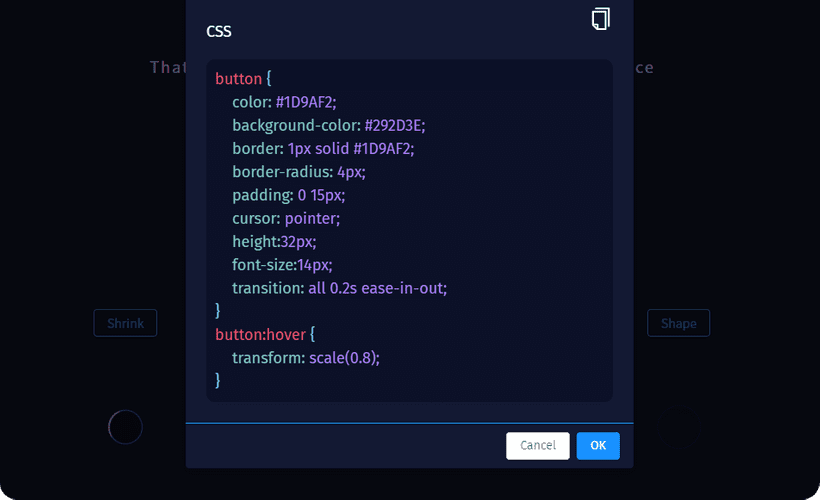 CSS
That
ce
button {
color: #1D9AF2;
background-color: #292D3E;
border: 1px solid #1D9AF2;
border-radius: 4px;
padding: 0 15px;
cursor: pointer;
height:32px;
font-size:14px;
transition: all 0.2s ease-in-out;
}
Shrink
Shape
button:hover {
transform: scale(0.8);
}
Cancel OK